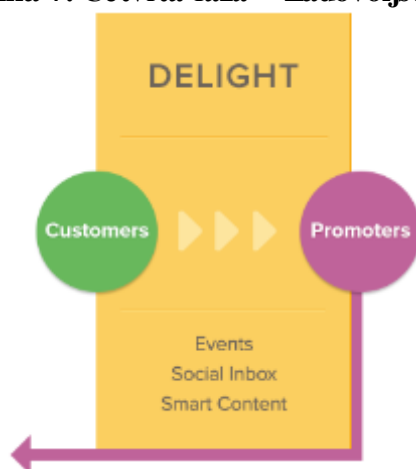 DELIGHT
Customers
Promoters
Events
Social Inbox
Smart Content